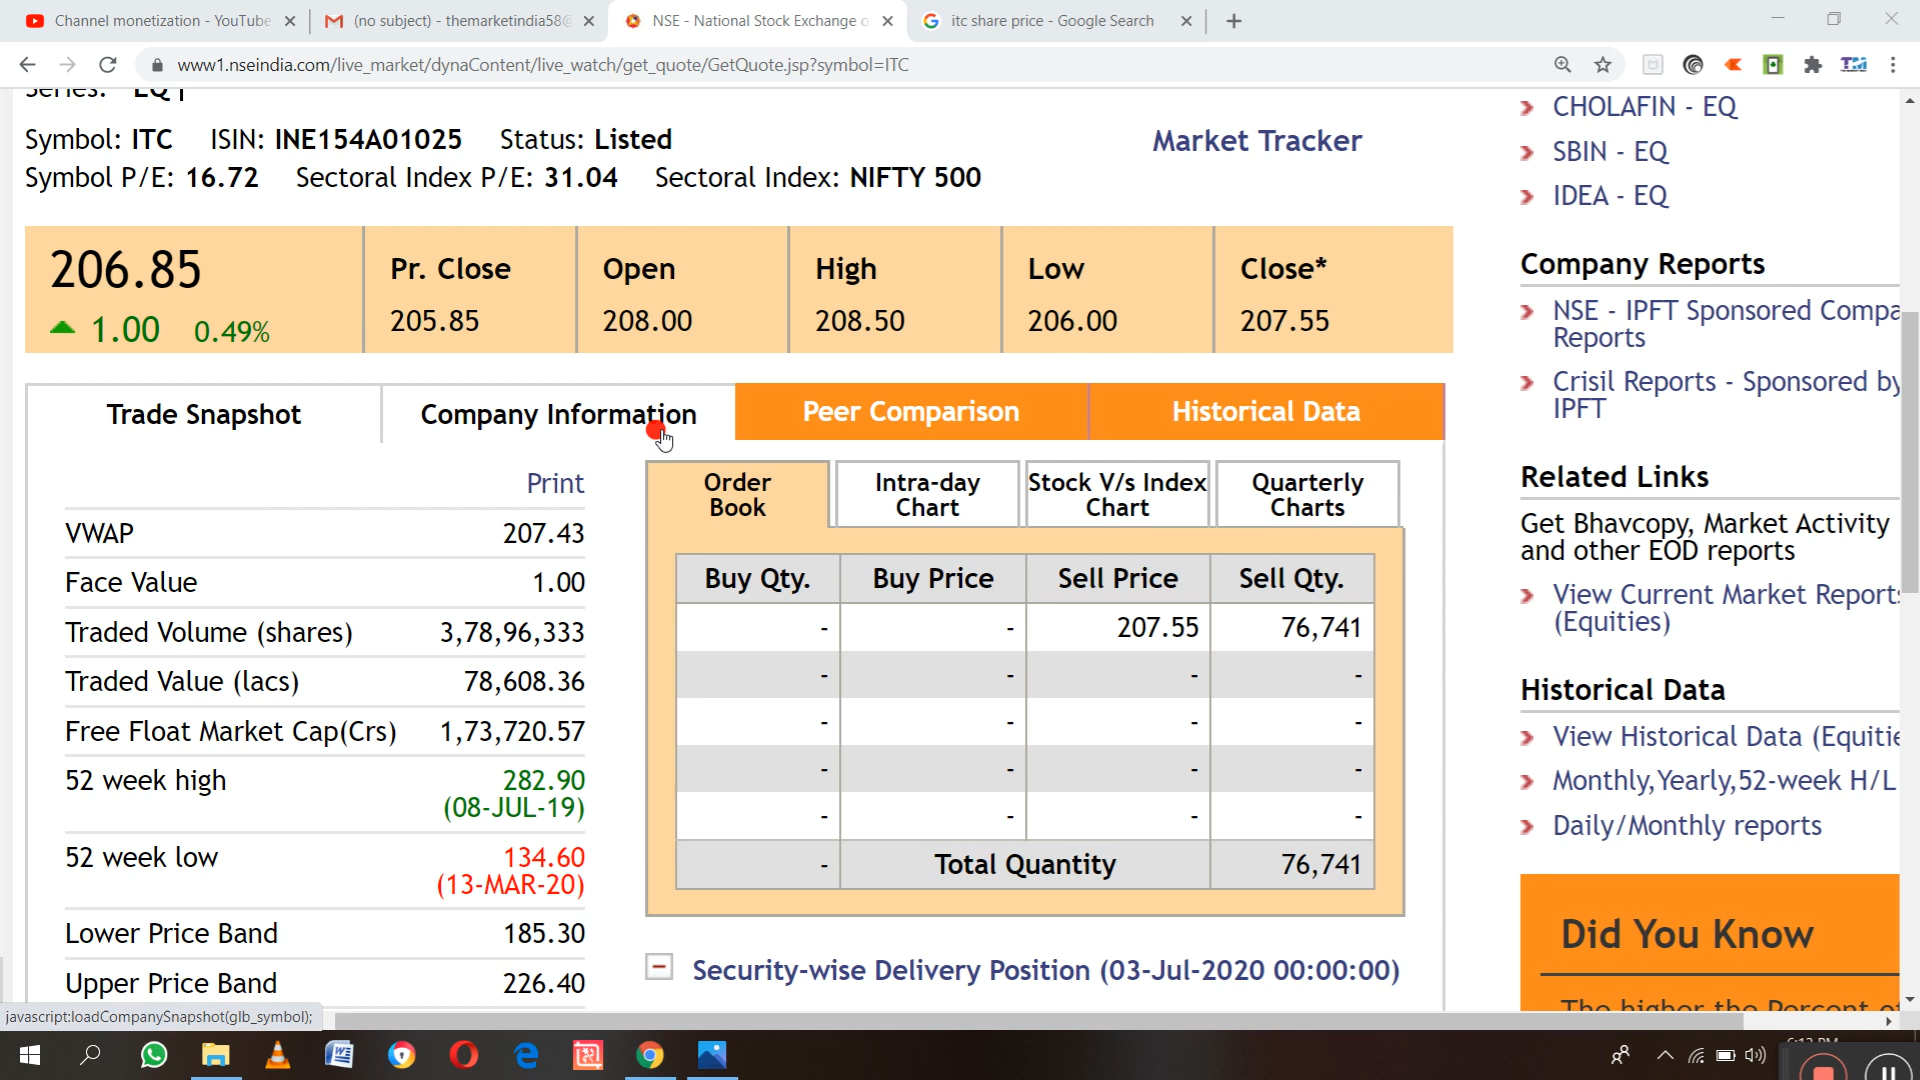 Channel monetization - YouTube
(no subject) - themarketindia58@
NSE - National Stock Exchange o
itc share price - Google Search
www1.nseindia.com/live_market/dynaContent/live_watch/get_quote/GetQuote.jsp?symbol=ITC
Series: EQ |
Symbol: ITC ISIN: INE154A01025 Status: Listed
Market Tracker
Symbol P/E: 16.72 Sectoral Index P/E: 31.04 Sectoral Index: NIFTY 500
206.85
1.00 0.49%
Pr. Close
205.85
Open
208.00
High
208.50
Low
206.00
Close*
207.55
Trade Snapshot
Company Information
Peer Comparison
Historical Data
Print
VWAP 207.43
Face Value 1.00
Traded Volume (shares) 3,78,96,333
Traded Value (lacs) 78,608.36
Free Float Market Cap(Crs) 1,73,720.57
52 week high 282.90
(08-JUL-19)
52 week low 134.60
(13-MAR-20)
Lower Price Band 185.30
Upper Price Band 226.40
Order
Book
Intra-day
Chart
Stock V/s Index
Chart
Quarterly
Charts
Buy Qty. Buy Price Sell Price Sell Qty.
- - 207.55 76,741
- - - -
- - - -
- - - -
- - - -
- Total Quantity 76,741
Security-wise Delivery Position (03-Jul-2020 00:00:00)
CHOLAFIN - EQ
SBIN - EQ
IDEA - EQ
Company Reports
NSE - IPFT Sponsored Compa
Reports
Crisil Reports - Sponsored by
IPFT
Related Links
Get Bhavcopy, Market Activity
and other EOD reports
View Current Market Reports
(Equities)
Historical Data
View Historical Data (Equitie
Monthly,Yearly,52-week H/L
Daily/Monthly reports
Did You Know
The higher the Percent of
javascript:loadCompanySnapshot(glb_symbol);